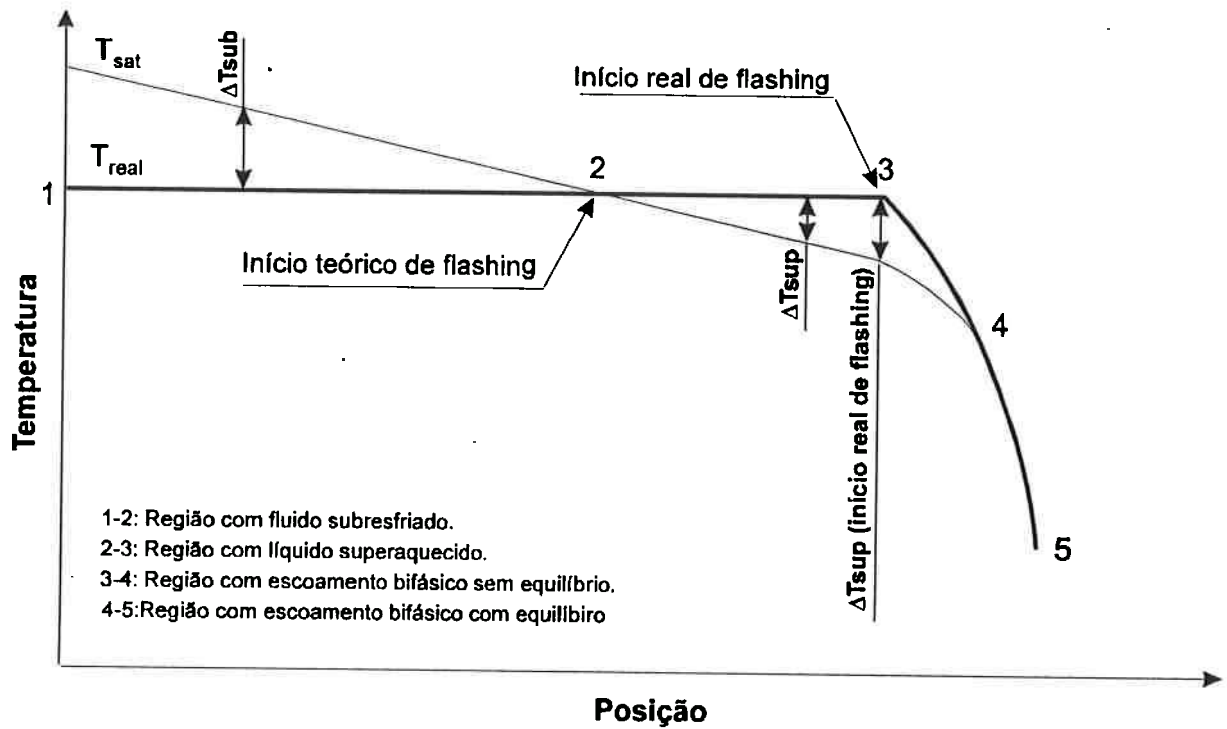 T_sat
ΔTsub
Início real de flashing
T_real
1
2
3
Início teórico de flashing
ΔTsup
ΔTsup (início real de flashing)
4
5
Temperatura
1-2: Região com fluido subresfriado.
2-3: Região com líquido superaquecido.
3-4: Região com escoamento bifásico sem equilíbrio.
4-5:Região com escoamento bifásico com equilíbiro
Posição